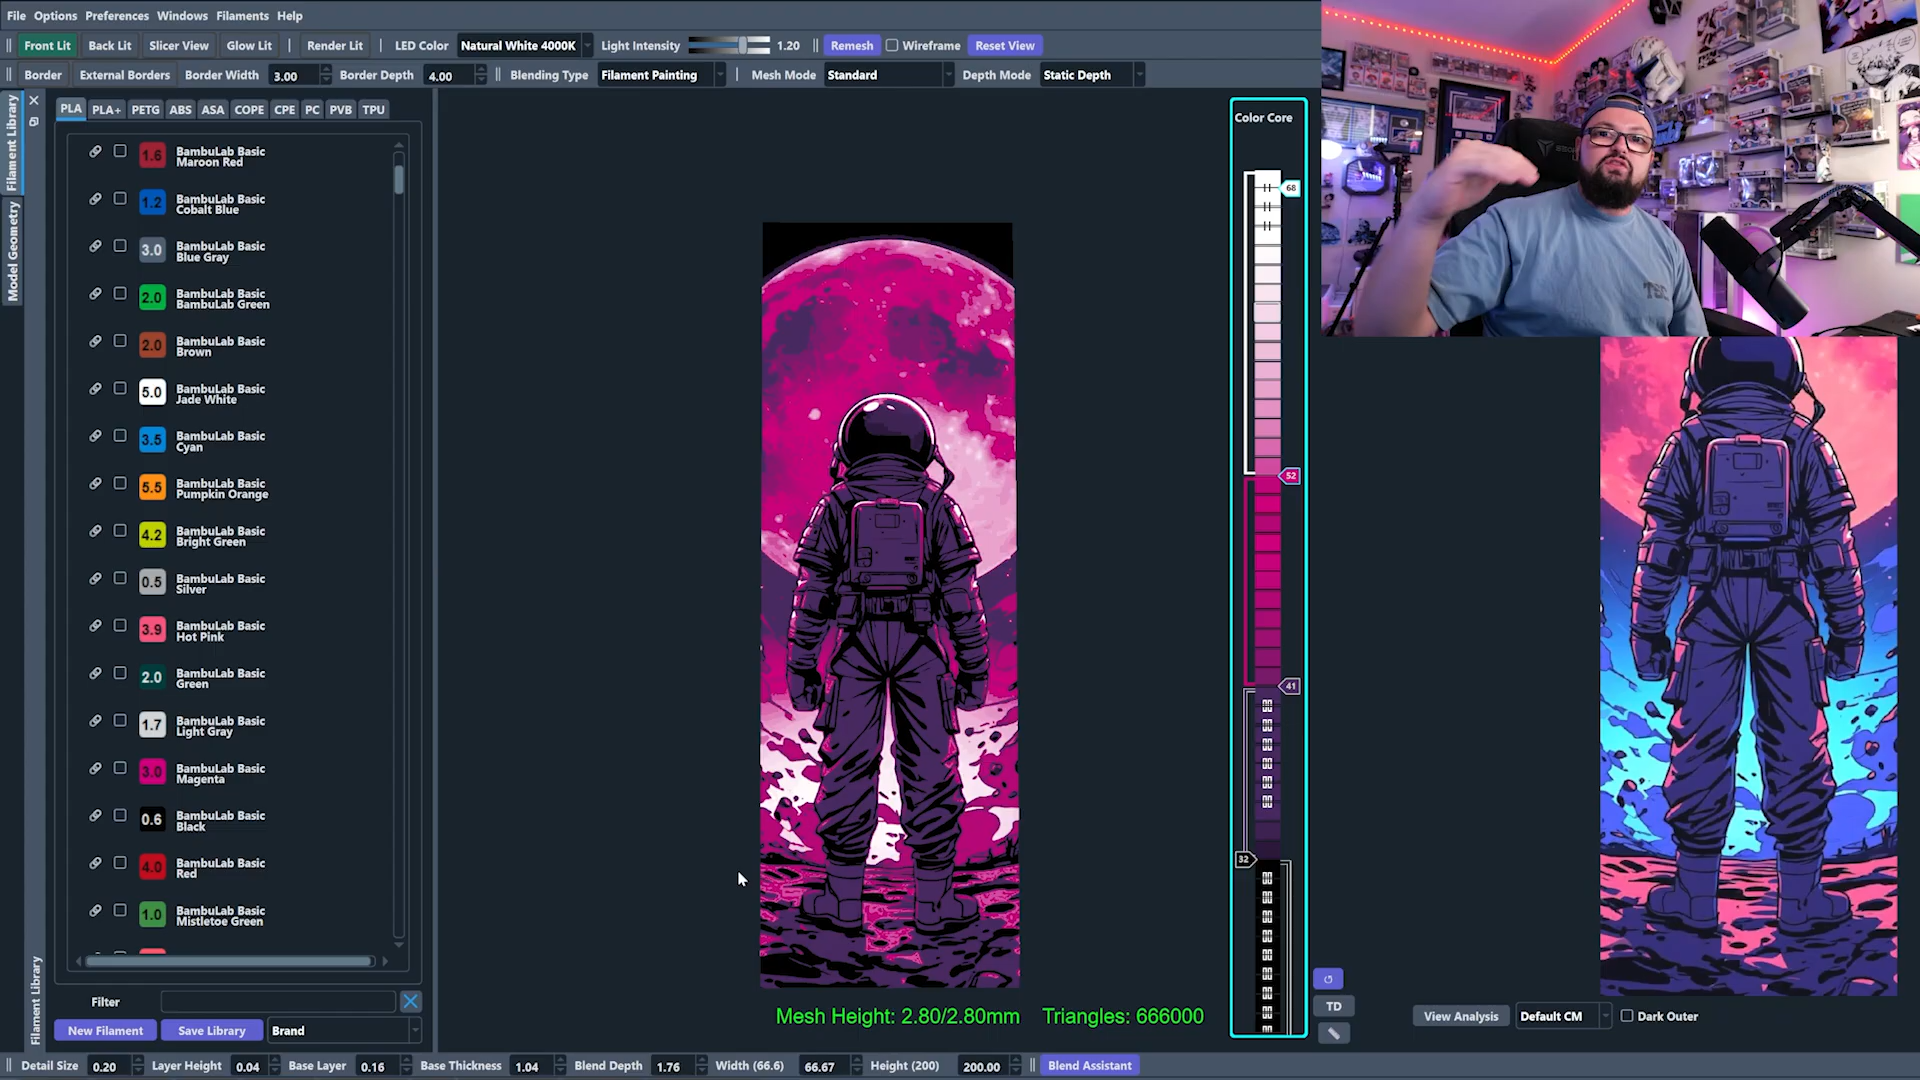 File Options Preferences Windows Filaments Help
Front Lit Back Lit Slicer View Glow Lit Render Lit LED Color Natural White 4000K Light Intensity 1.20 Remesh Wireframe Reset View
Border External Borders Border Width 3.00 Border Depth 4.00 Blending Type Filament Painting Mesh Mode Standard Depth Mode Static Depth
Filament Library
Model Geometry
PLA PLA+ PETG ABS ASA COPE CPE PC PVB TPU
1.6 BambuLab Basic
Maroon Red
1.2 BambuLab Basic
Cobalt Blue
3.0 BambuLab Basic
Blue Gray
2.0 BambuLab Basic
BambuLab Green
2.0 BambuLab Basic
Brown
5.0 BambuLab Basic
Jade White
3.5 BambuLab Basic
Cyan
5.5 BambuLab Basic
Pumpkin Orange
4.2 BambuLab Basic
Bright Green
0.5 BambuLab Basic
Silver
3.9 BambuLab Basic
Hot Pink
2.0 BambuLab Basic
Green
1.7 BambuLab Basic
Light Gray
3.0 BambuLab Basic
Magenta
0.6 BambuLab Basic
Black
4.0 BambuLab Basic
Red
1.0 BambuLab Basic
Mistletoe Green
Filament Library
Filter
New Filament Save Library Brand
Color Core
68
52
41
32
Mesh Height: 2.80/2.80mm Triangles: 666000
TD
View Analysis Default CM Dark Outer
Detail Size 0.20 Layer Height 0.04 Base Layer 0.16 Base Thickness 1.04 Blend Depth 1.76 Width (66.6) 66.67 Height (200) 200.00 Blend Assistant